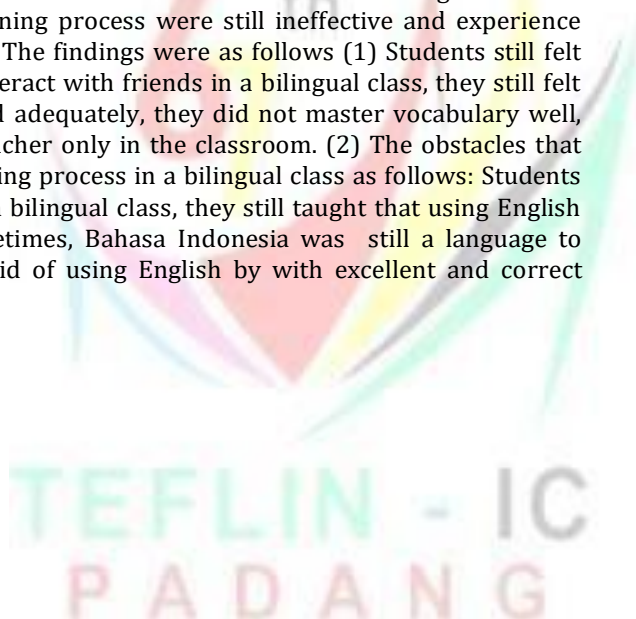 ning process were still ineffective and experience
The findings were as follows (1) Students still felt
eract with friends in a bilingual class, they still felt
l adequately, they did not master vocabulary well,
cher only in the classroom. (2) The obstacles that
ing process in a bilingual class as follows: Students
bilingual class, they still taught that using English
etimes, Bahasa Indonesia was still a language to
id of using English by with excellent and correct
TEFLIN - IC
PADANG